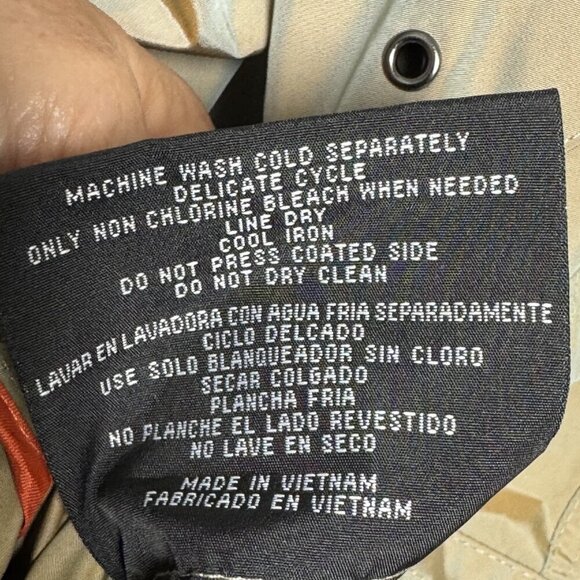 MACHINE WASH COLD SEPARATELY
DELICATE CYCLE
ONLY NON CHLORINE BLEACH WHEN NEEDED
LINE DRY
COOL IRON
DO NOT PRESS COATED SIDE
DO NOT DRY CLEAN
LAVAR EN LAVADORA CON AGUA FRIA SEPARADAMENTE
CICLO DELCADO
USE SOLO BLANQUEADOR SIN CLORO
SECAR COLGADO
PLANCHA FRIA
NO PLANCHE EL LADO REVESTIDO
NO LAVE EN SECO
MADE IN VIETNAM
FABRICADO EN VIETNAM